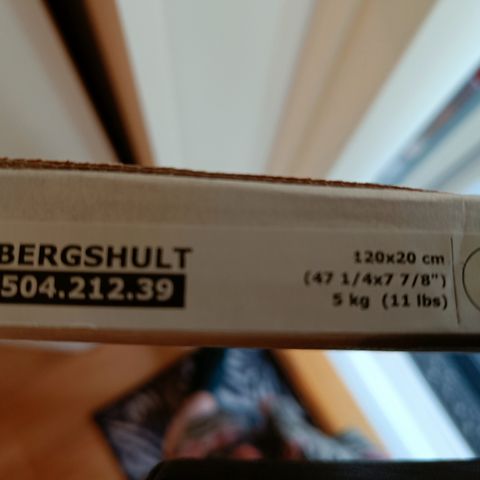 BERGSHULT
504.212.39
120x20 cm
(47 1/4x7 7/8")
5 kg (11 lbs)